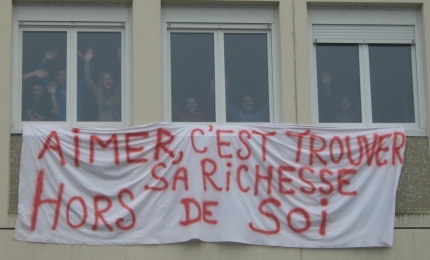 AiMER, C'EST TROUVER
SA RiCHESSE
HORS DE SOi